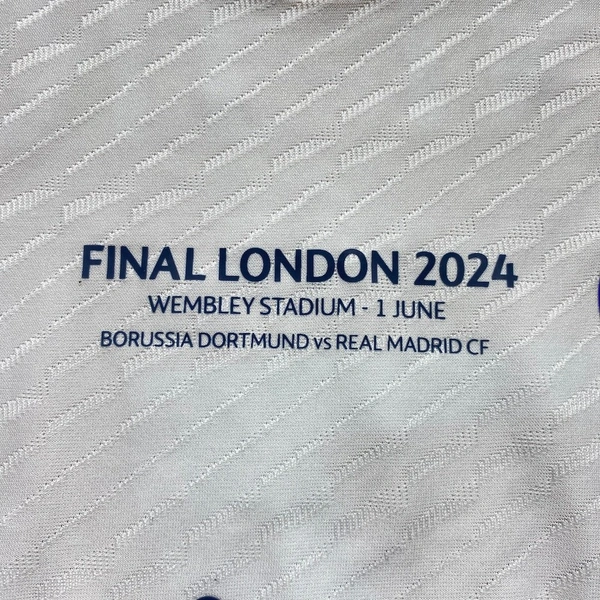 FINAL LONDON 2024
WEMBLEY STADIUM - 1 JUNE
BORUSSIA DORTMUND vs REAL MADRID CF